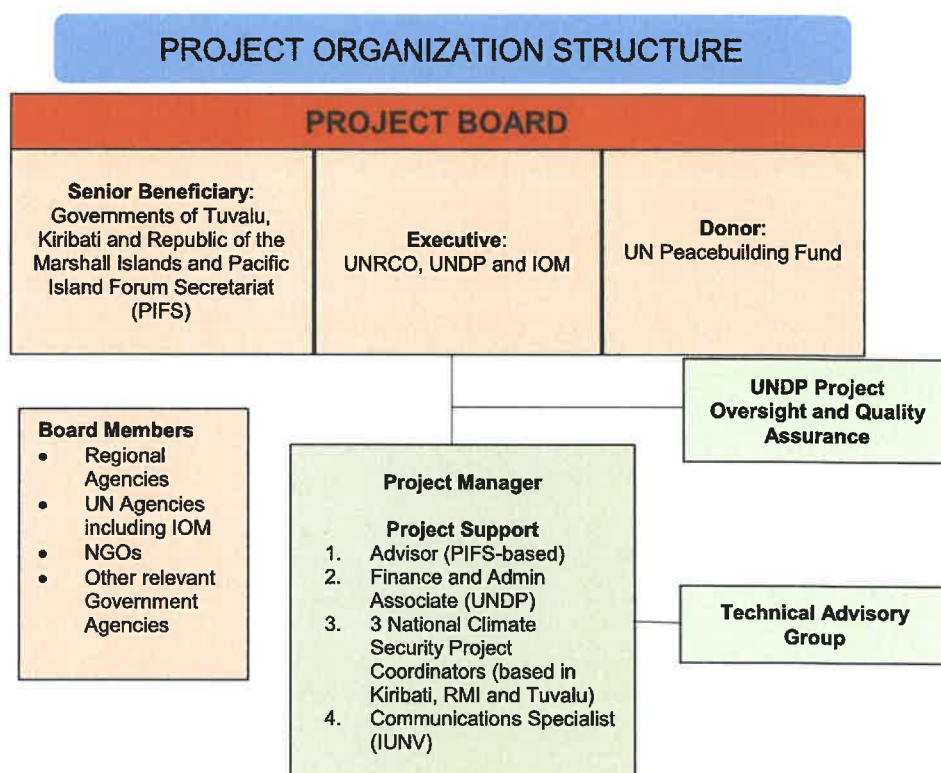 PROJECT ORGANIZATION STRUCTURE
PROJECT BOARD
Senior Beneficiary:
Governments of Tuvalu,
Kiribati and Republic of the
Marshall Islands and Pacific
Island Forum Secretariat
(PIFS)
Executive:
UNRCO, UNDP and IOM
Donor:
UN Peacebuilding Fund
UNDP Project
Oversight and Quality
Assurance
Board Members
• Regional
Agencies
• UN Agencies
including IOM
• NGOs
• Other relevant
Government
Agencies
Project Manager
Project Support
1. Advisor (PIFS-based)
2. Finance and Admin
Associate (UNDP)
3. 3 National Climate
Security Project
Coordinators (based in
Kiribati, RMI and Tuvalu)
4. Communications Specialist
(IUNV)
Technical Advisory
Group